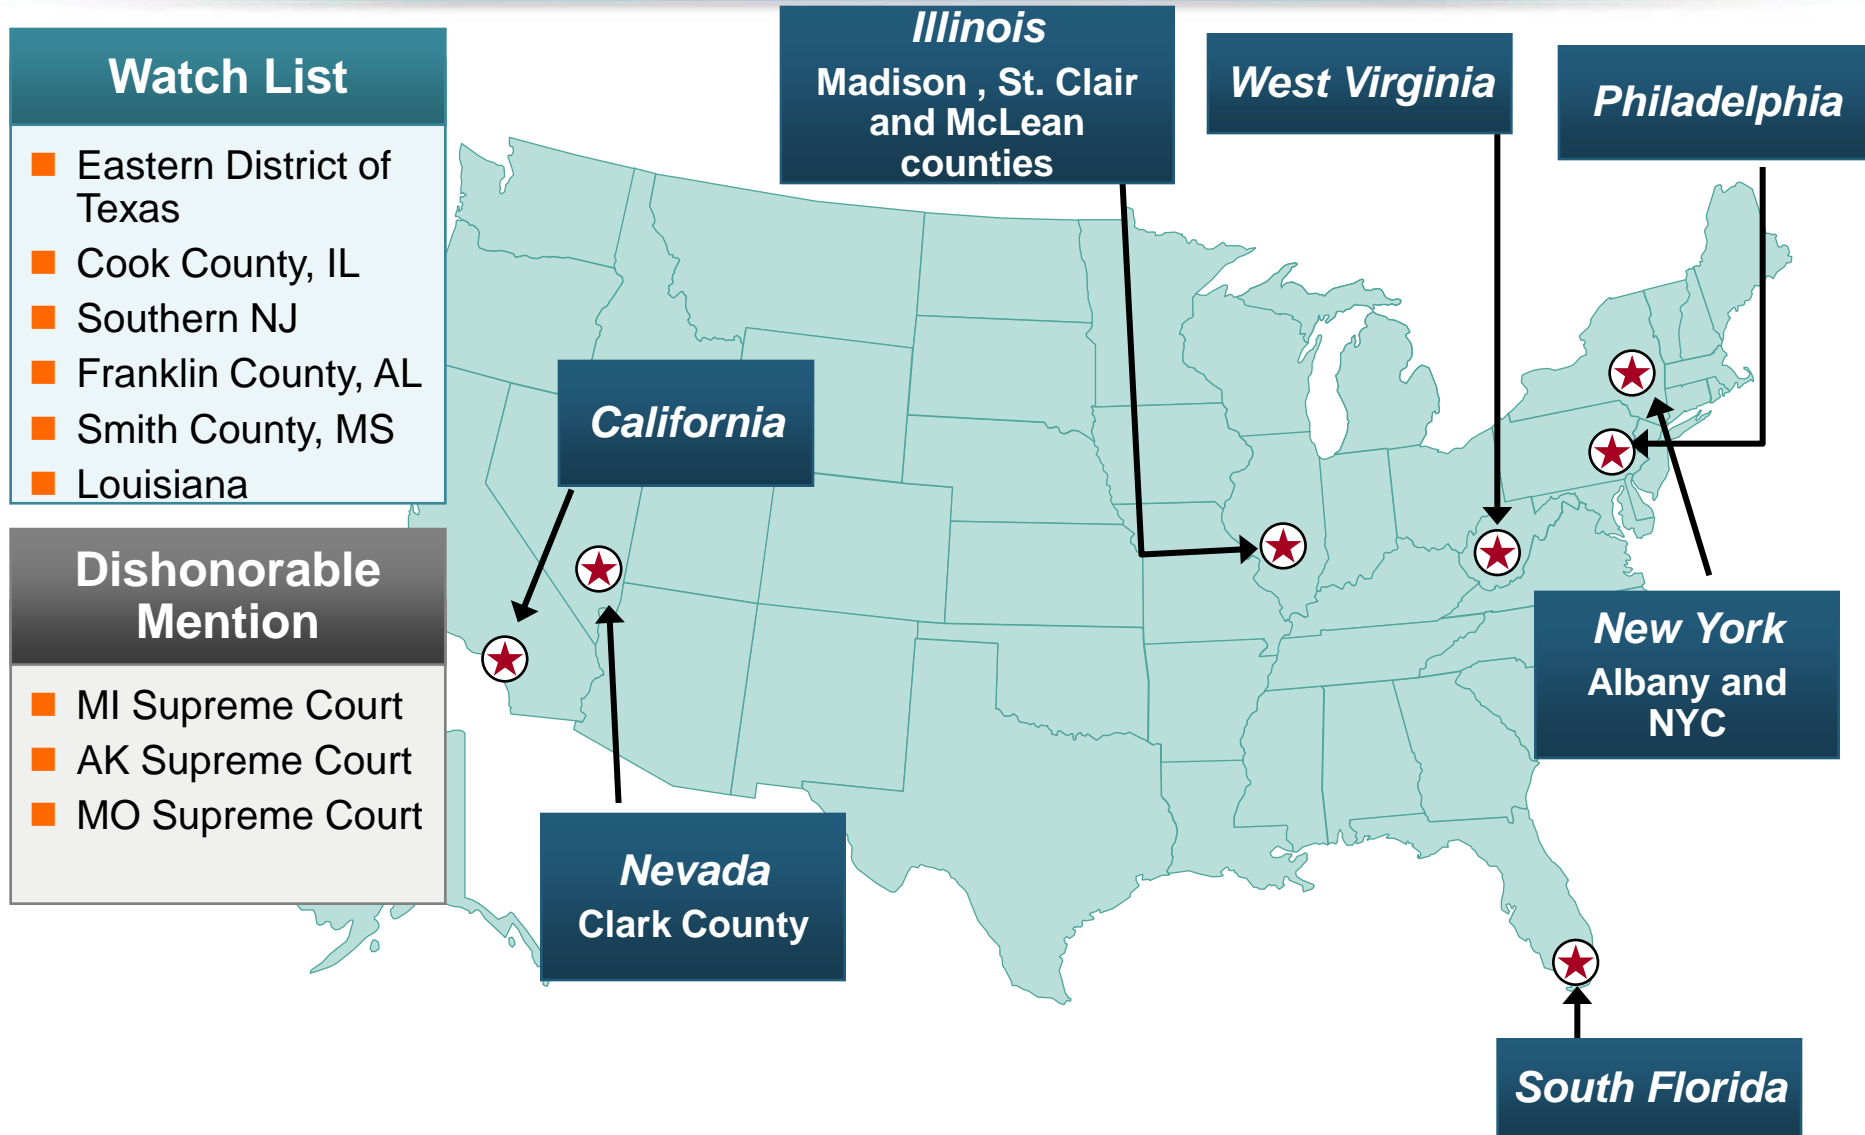 Watch List
Eastern District of
Texas
Cook County, IL
Southern NJ
Franklin County, AL
Smith County, MS
Louisiana
Dishonorable
Mention
MI Supreme Court
AK Supreme Court
MO Supreme Court
Illinois
Madison , St. Clair
and McLean
counties
West Virginia
Philadelphia
California
New York
Albany and
NYC
Nevada
Clark County
South Florida